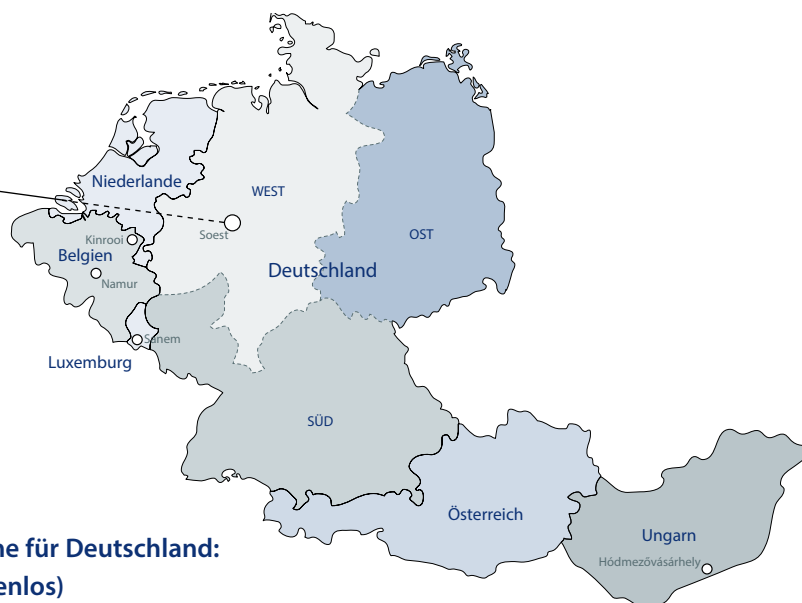 Niederlande
WEST
Soest
Kinrooi
OST
Belgien
Deutschland
Namur
Sanem
Luxemburg
SÜD
Österreich
Ungarn
Hódmezővásárhely
ne für Deutschland:
enlos)